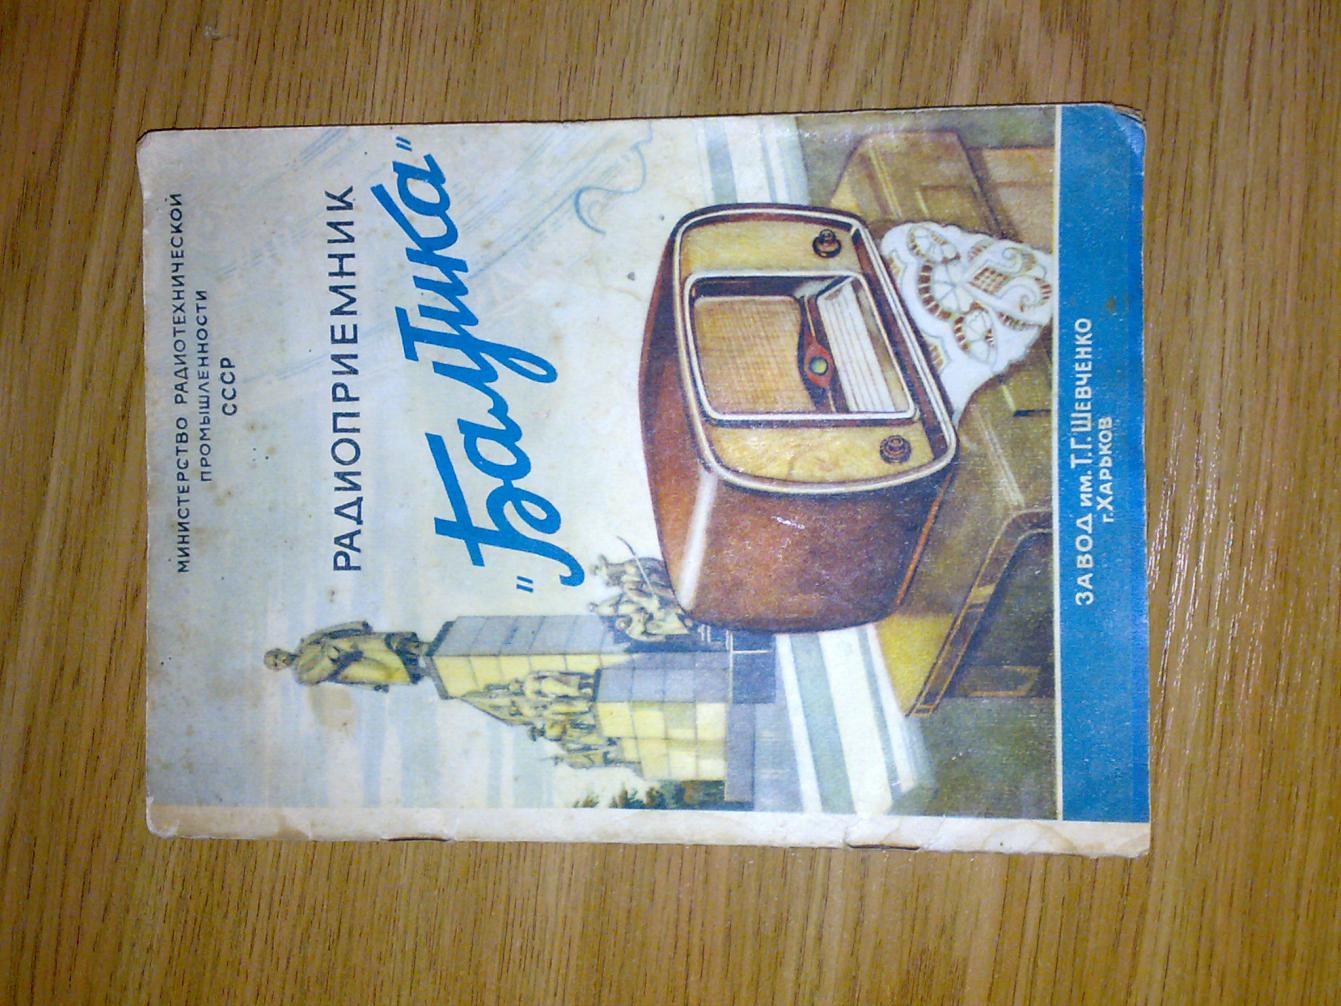 МИНИСТЕРСТВО РАДИОТЕХНИЧЕСКОЙ
ПРОМЫШЛЕННОСТИ
СССР
РАДИОПРИЕМНИК
"Балтика"
ЗАВОД им. Т.Г. ШЕВЧЕНКО
г. ХАРЬКОВ